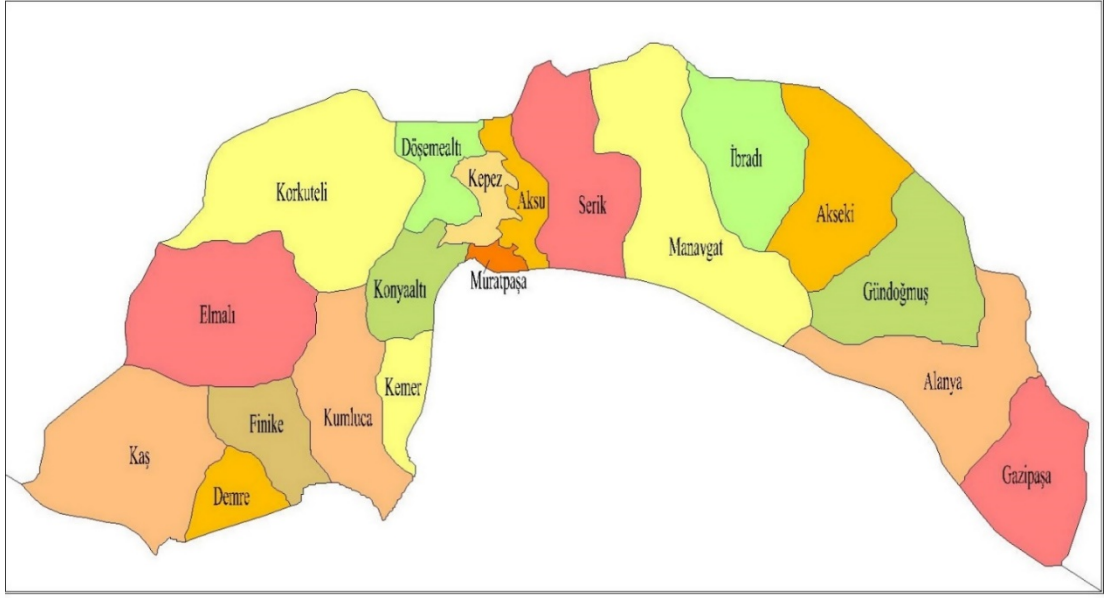 Döşemealtı
İbradı
Kepez
Korkuteli
Aksu
Serik
Akseki
Manavgat
Muratpaşa
Konyaaltı
Gündoğmuş
Elmalı
Alanya
Kemer
Kumluca
Finike
Kaş
Gazipaşa
Demre